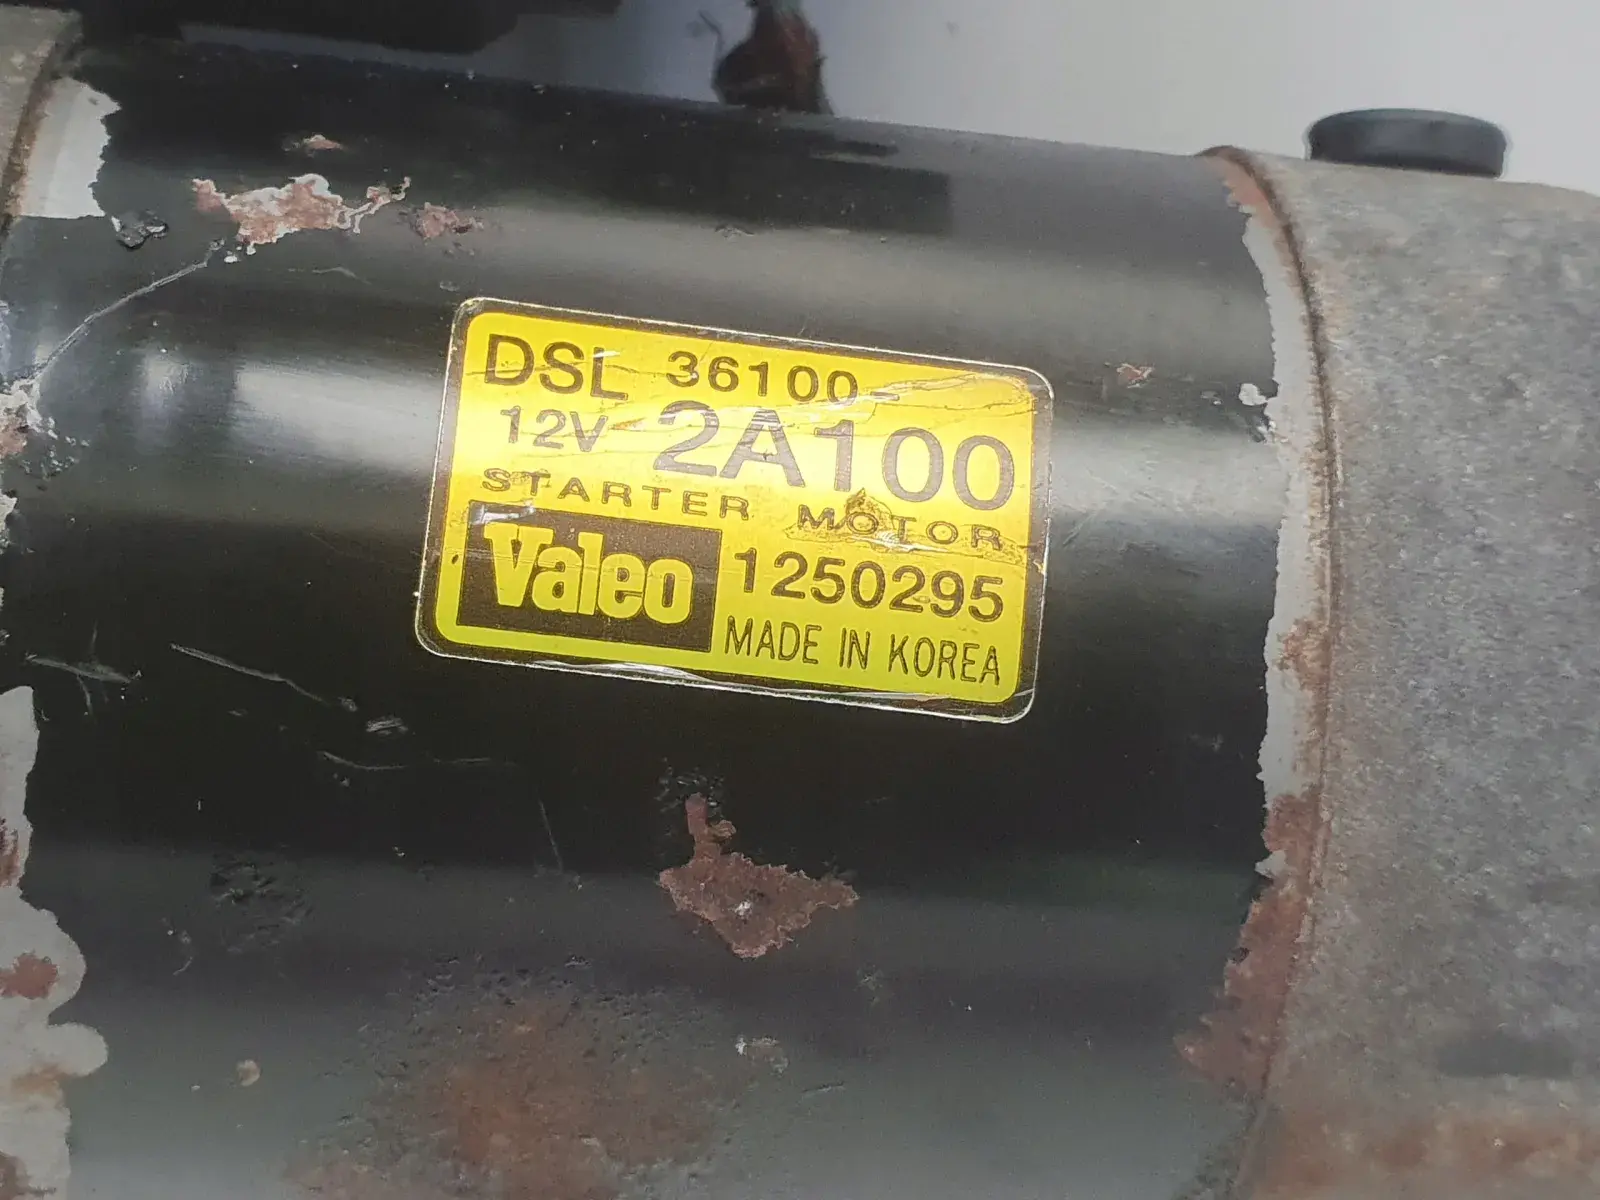 DSL 36100-
12V 2A100
STARTER MOTOR
Valeo 1250295
MADE IN KOREA